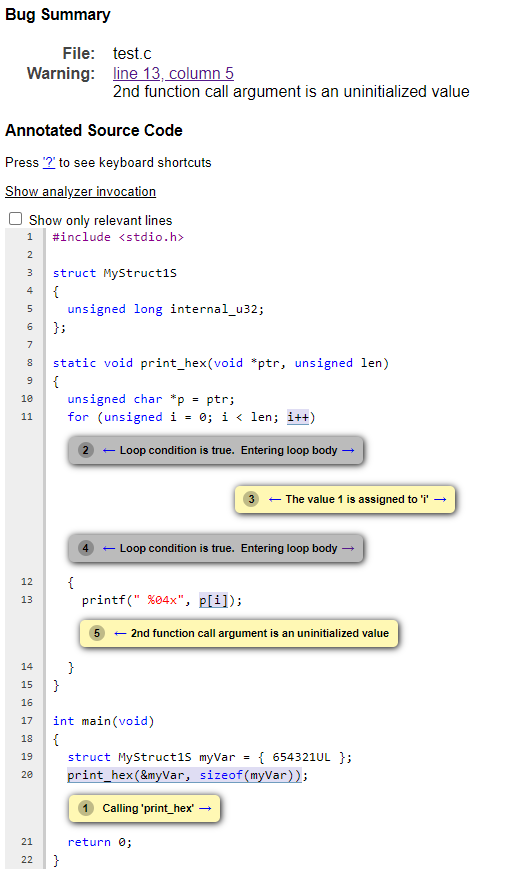 Bug Summary
File: test.c
Warning: line 13, column 5
2nd function call argument is an uninitialized value
Annotated Source Code
Press '?' to see keyboard shortcuts
Show analyzer invocation
Show only relevant lines
1 #include <stdio.h>
2
3 struct MyStruct1S
4 {
5 unsigned long internal_u32;
6 };
7
8 static void print_hex(void *ptr, unsigned len)
9 {
10 unsigned char *p = ptr;
11 for (unsigned i = 0; i < len; i++)
2 ← Loop condition is true. Entering loop body →
3 ← The value 1 is assigned to 'i' →
4 ← Loop condition is true. Entering loop body →
12 {
13 printf(" %04x", p[i]);
5 ← 2nd function call argument is an uninitialized value
14 }
15 }
16
17 int main(void)
18 {
19 struct MyStruct1S myVar = { 654321UL };
20 print_hex(&myVar, sizeof(myVar));
1 Calling 'print_hex' →
21 return 0;
22 }